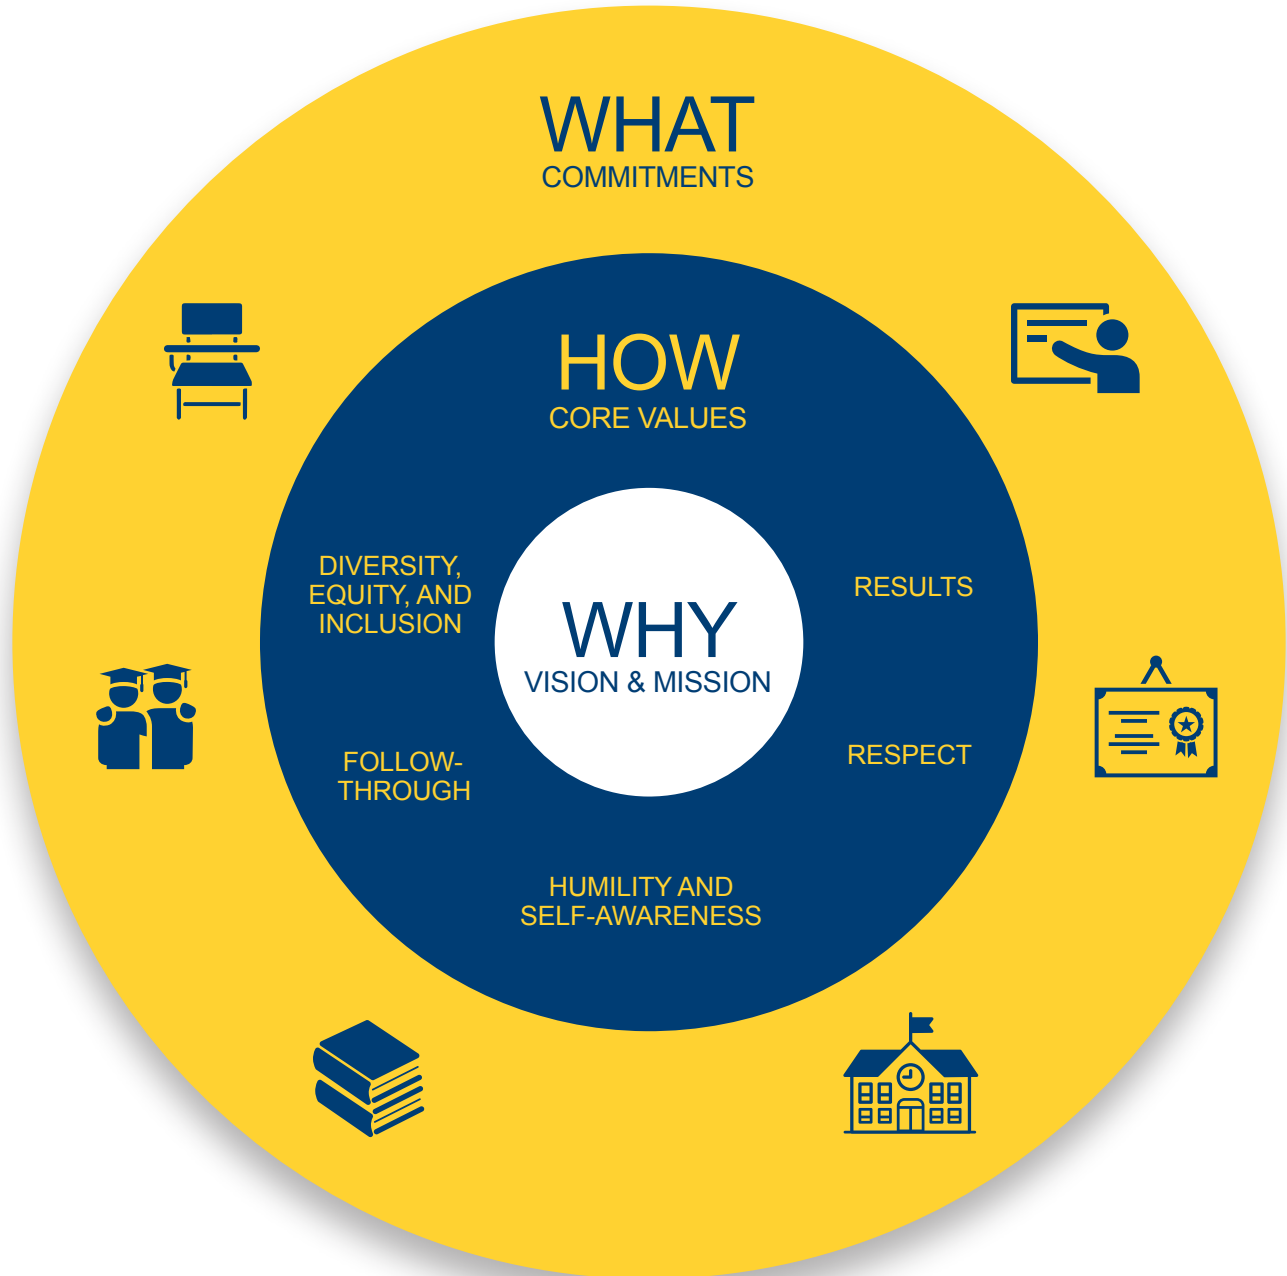 WHAT
COMMITMENTS
HOW
CORE VALUES
DIVERSITY,
EQUITY, AND
INCLUSION
RESULTS
WHY
VISION & MISSION
FOLLOW-
THROUGH
RESPECT
HUMILITY AND
SELF-AWARENESS